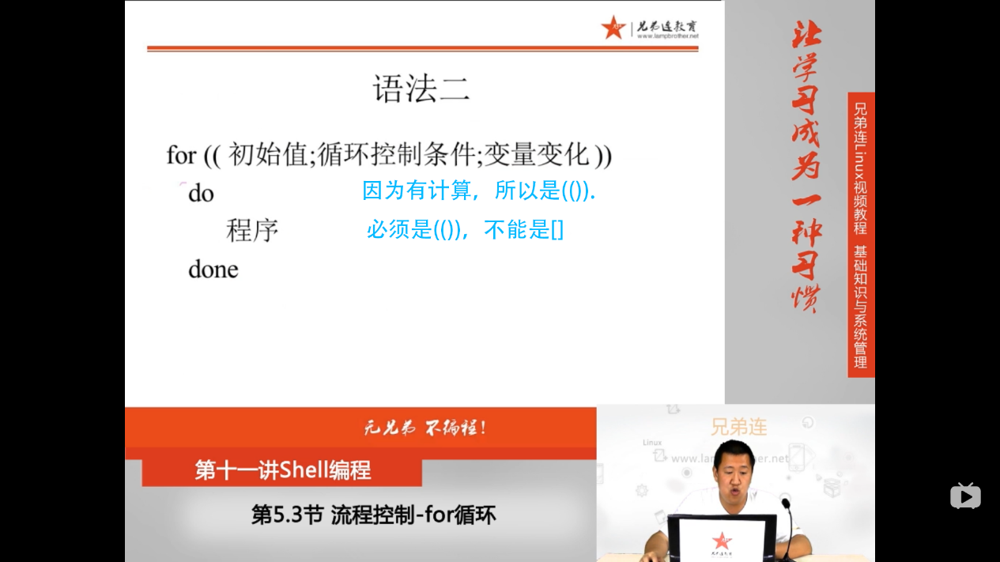 兄弟连教育
www.lampbrother.net
语法二
for (( 初始值;循环控制条件;变量变化 ))
do
因为有计算，所以是(()).
程序
必须是(())，不能是[]
done
让学习成为一种习惯
兄弟连Linux视频教程 基础知识与系统管理
无兄弟 不编程!
第十一讲Shell编程
第5.3节 流程控制-for循环
兄弟连
Linux